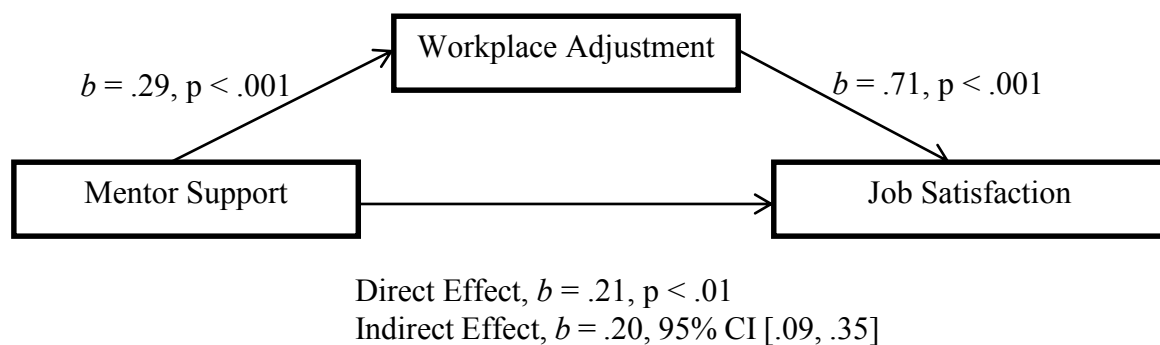 Workplace Adjustment
b = .29, p < .001
b = .71, p < .001
Mentor Support
Job Satisfaction
Direct Effect, b = .21, p < .01
Indirect Effect, b = .20, 95% CI [.09, .35]